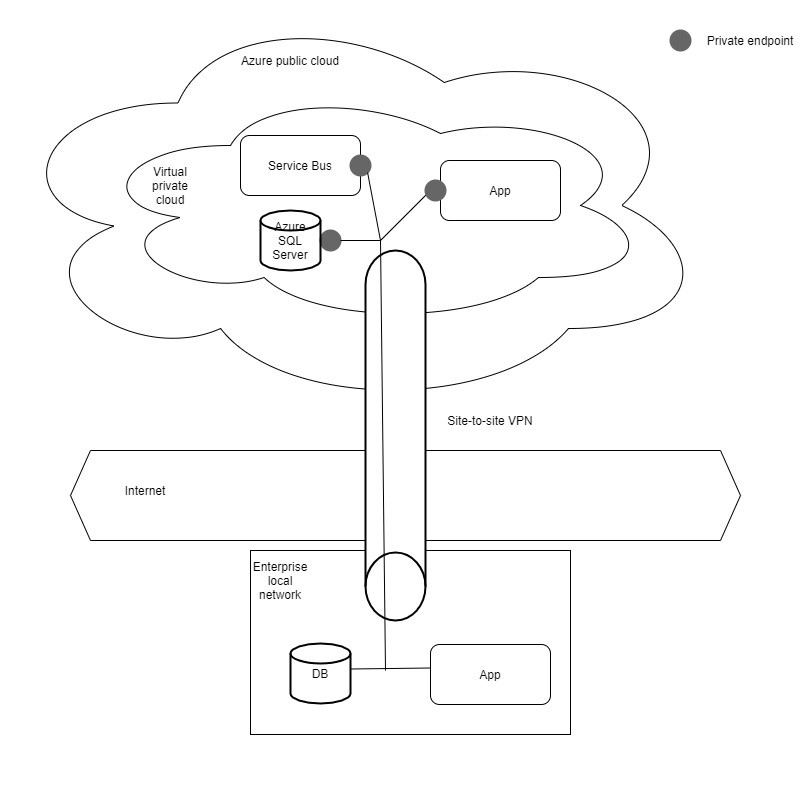 Private endpoint
Azure public cloud
Service Bus
Virtual
private
cloud
App
Azure
SQL
Server
Site-to-site VPN
Internet
Enterprise
local
network
DB
App